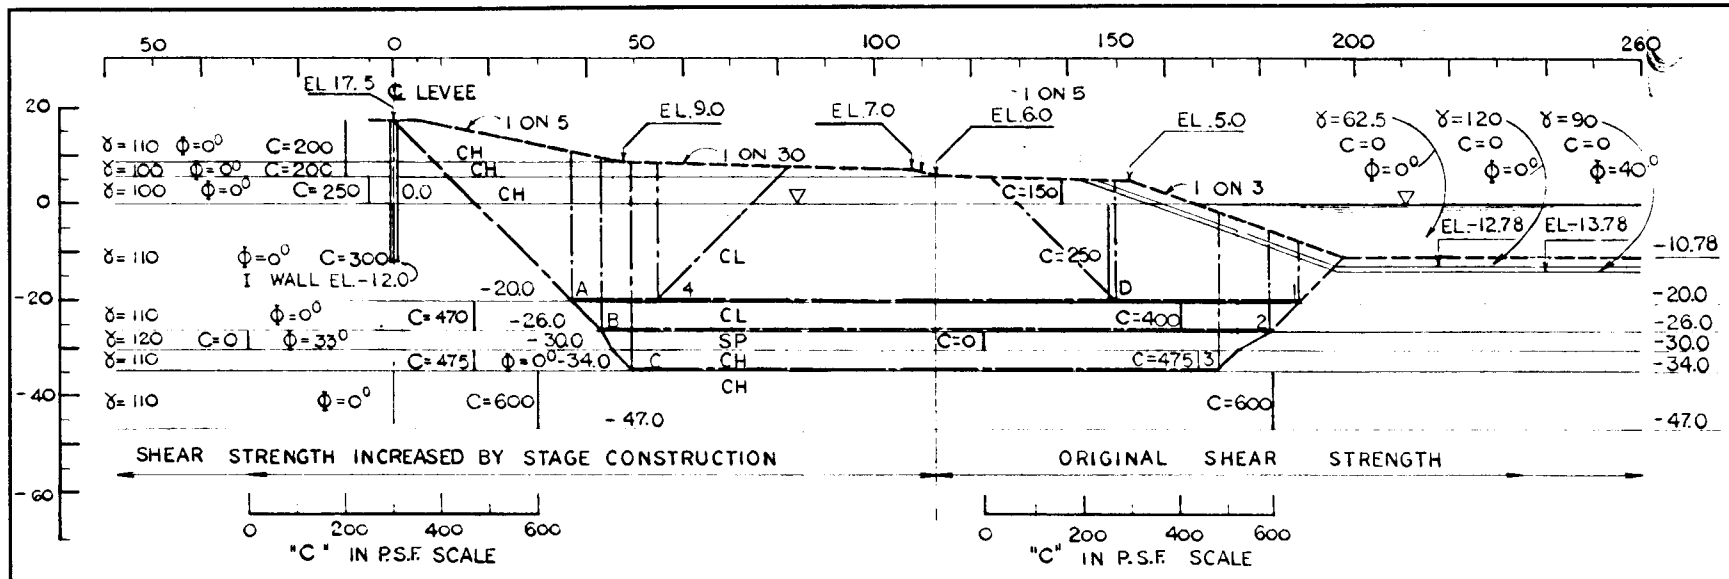 50 0 50 100 150 200 260
EL 17.5 ℄ LEVEE
1 ON 5
1 ON 5
EL.9.0
EL.7.0
EL.6.0
EL.5.0
1 ON 30
1 ON 3
γ=62.5 γ=120 γ=90
C=0 C=0 C=0
Φ=0° Φ=0° Φ=40°
20
γ=110 Φ=0° C=200 CH
γ=100 Φ=0° C=200 CH
γ=100 Φ=0° C=250 0.0 CH C=150
0
γ=110 Φ=0° C=300 CL C=250
I WALL EL.-12.0
EL.-12.78 EL.-13.78 -10.78
-20 -20.0 A 4 D 1 -20.0
γ=110 Φ=0° C=470 -26.0 B CL C=400 2 -26.0
γ=120 C=0 Φ=33° -30.0 SP C=0 -30.0
γ=110 C=475 Φ=0° -34.0 C CH C=475 3 -34.0
CH
-40
γ=110 Φ=0° C=600 C=600
-47.0 -47.0
SHEAR STRENGTH INCREASED BY STAGE CONSTRUCTION
ORIGINAL SHEAR STRENGTH
-60
0 200 400 600
"C" IN P.S.F. SCALE
0 200 400 600
"C" IN P.S.F. SCALE